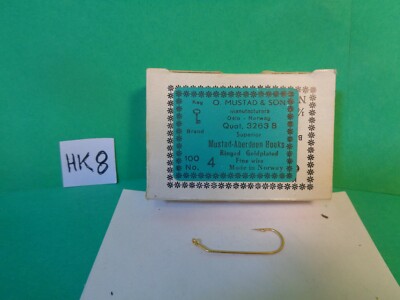 HK8
Key
Brand
O. MUSTAD & SON
Manufacturers
Oslo - Norway
Qual. 3263 B
Superior
Mustad-Aberdeen Hooks
Ringed Goldplated
Fine wire
100
No. 4
Made in Norway
N